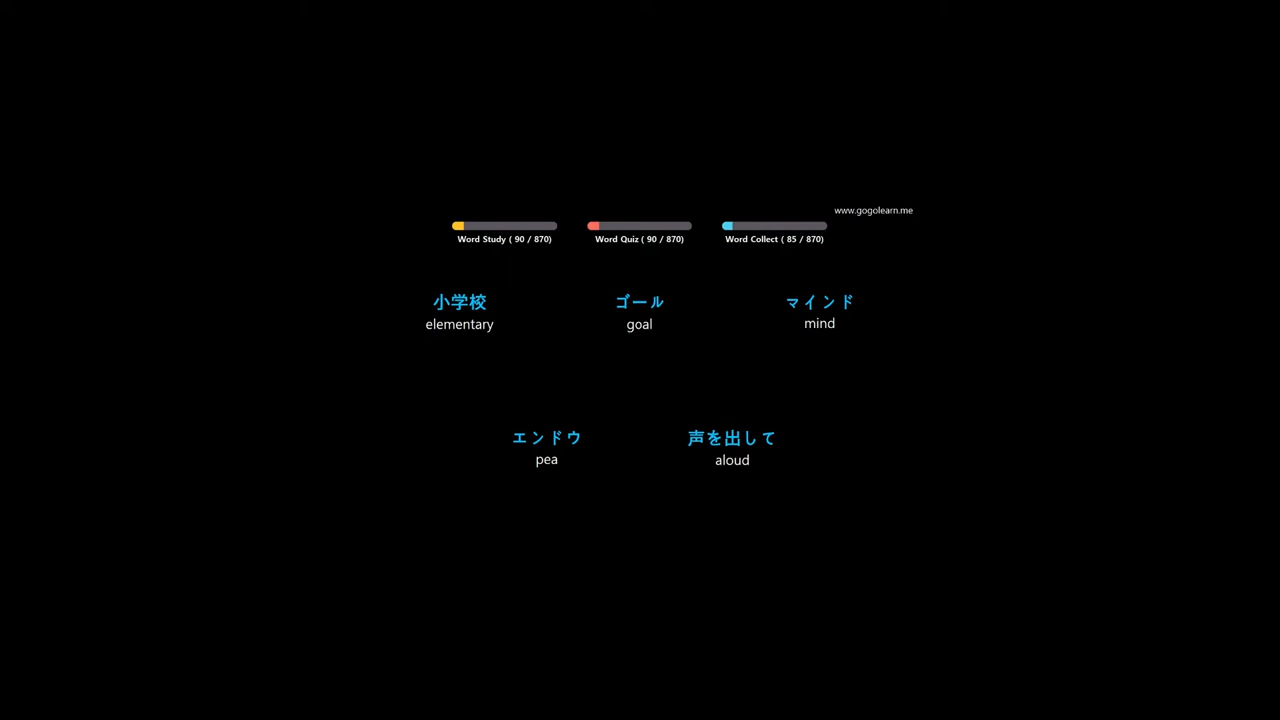 www.gogolearn.me
Word Study ( 90 / 870)
Word Quiz ( 90 / 870)
Word Collect ( 85 / 870)
小学校
elementary
ゴール
goal
マインド
mind
エンドウ
pea
声を出して
aloud